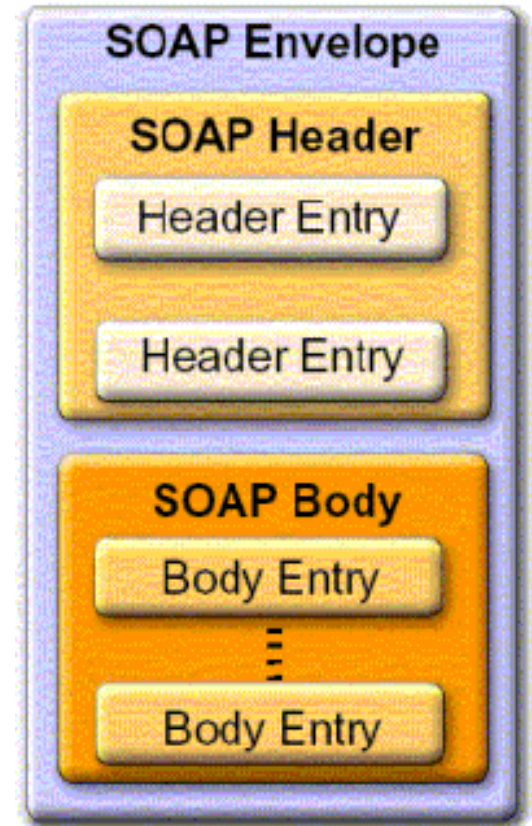 SOAP Envelope
SOAP Header
Header Entry
Header Entry
SOAP Body
Body Entry
Body Entry